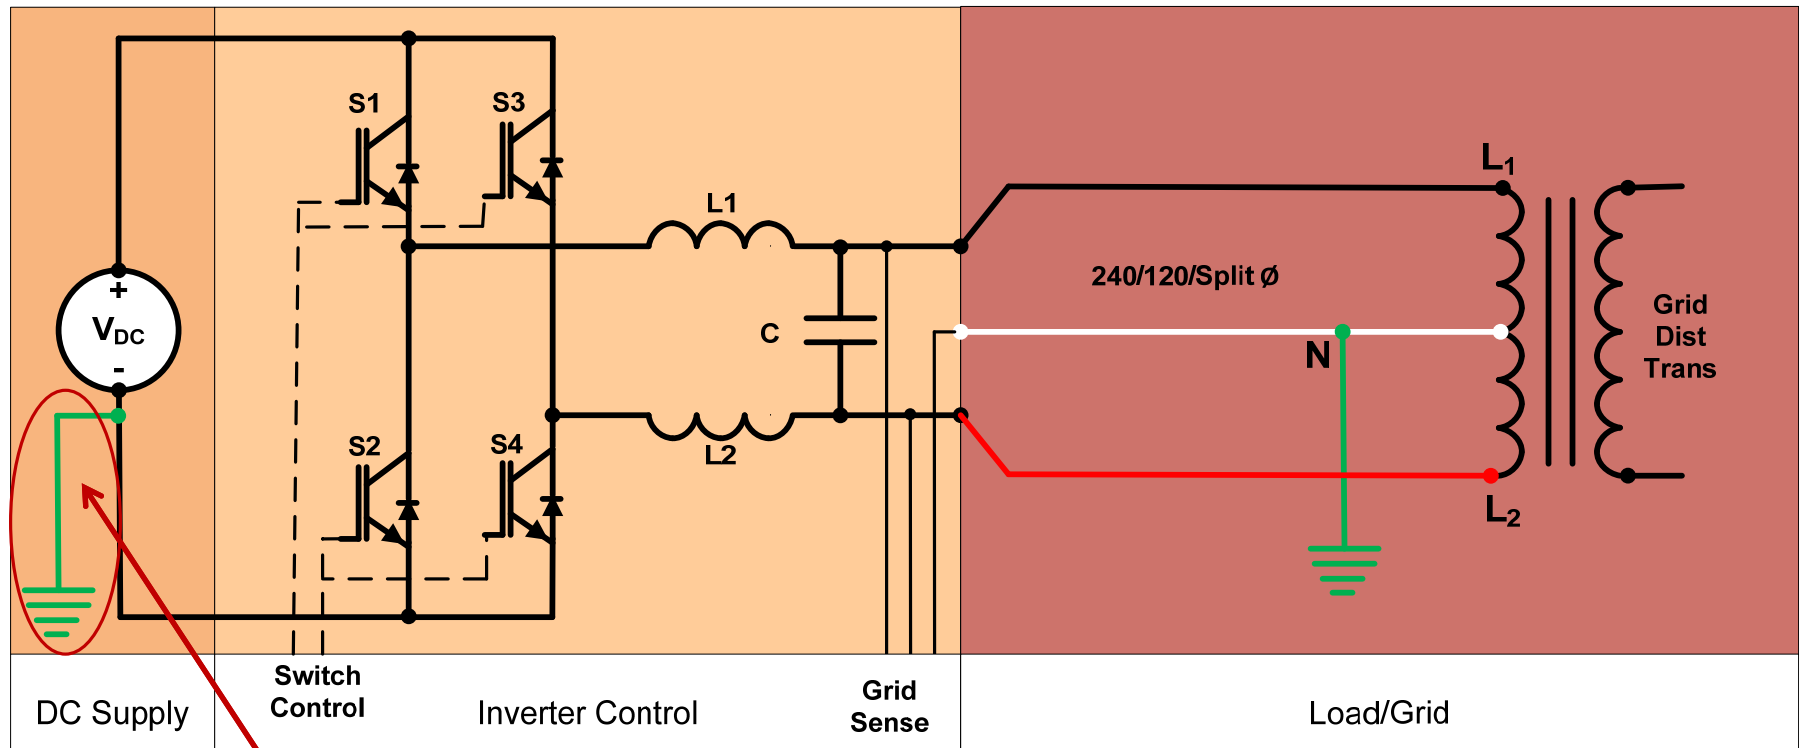 S1
S3
L1
L₁
240/120/Split Ø
+
V_DC
-
C
N
Grid
Dist
Trans
S2
S4
L2
L₂
Switch
Control
Grid
Sense
DC Supply
Inverter Control
Load/Grid